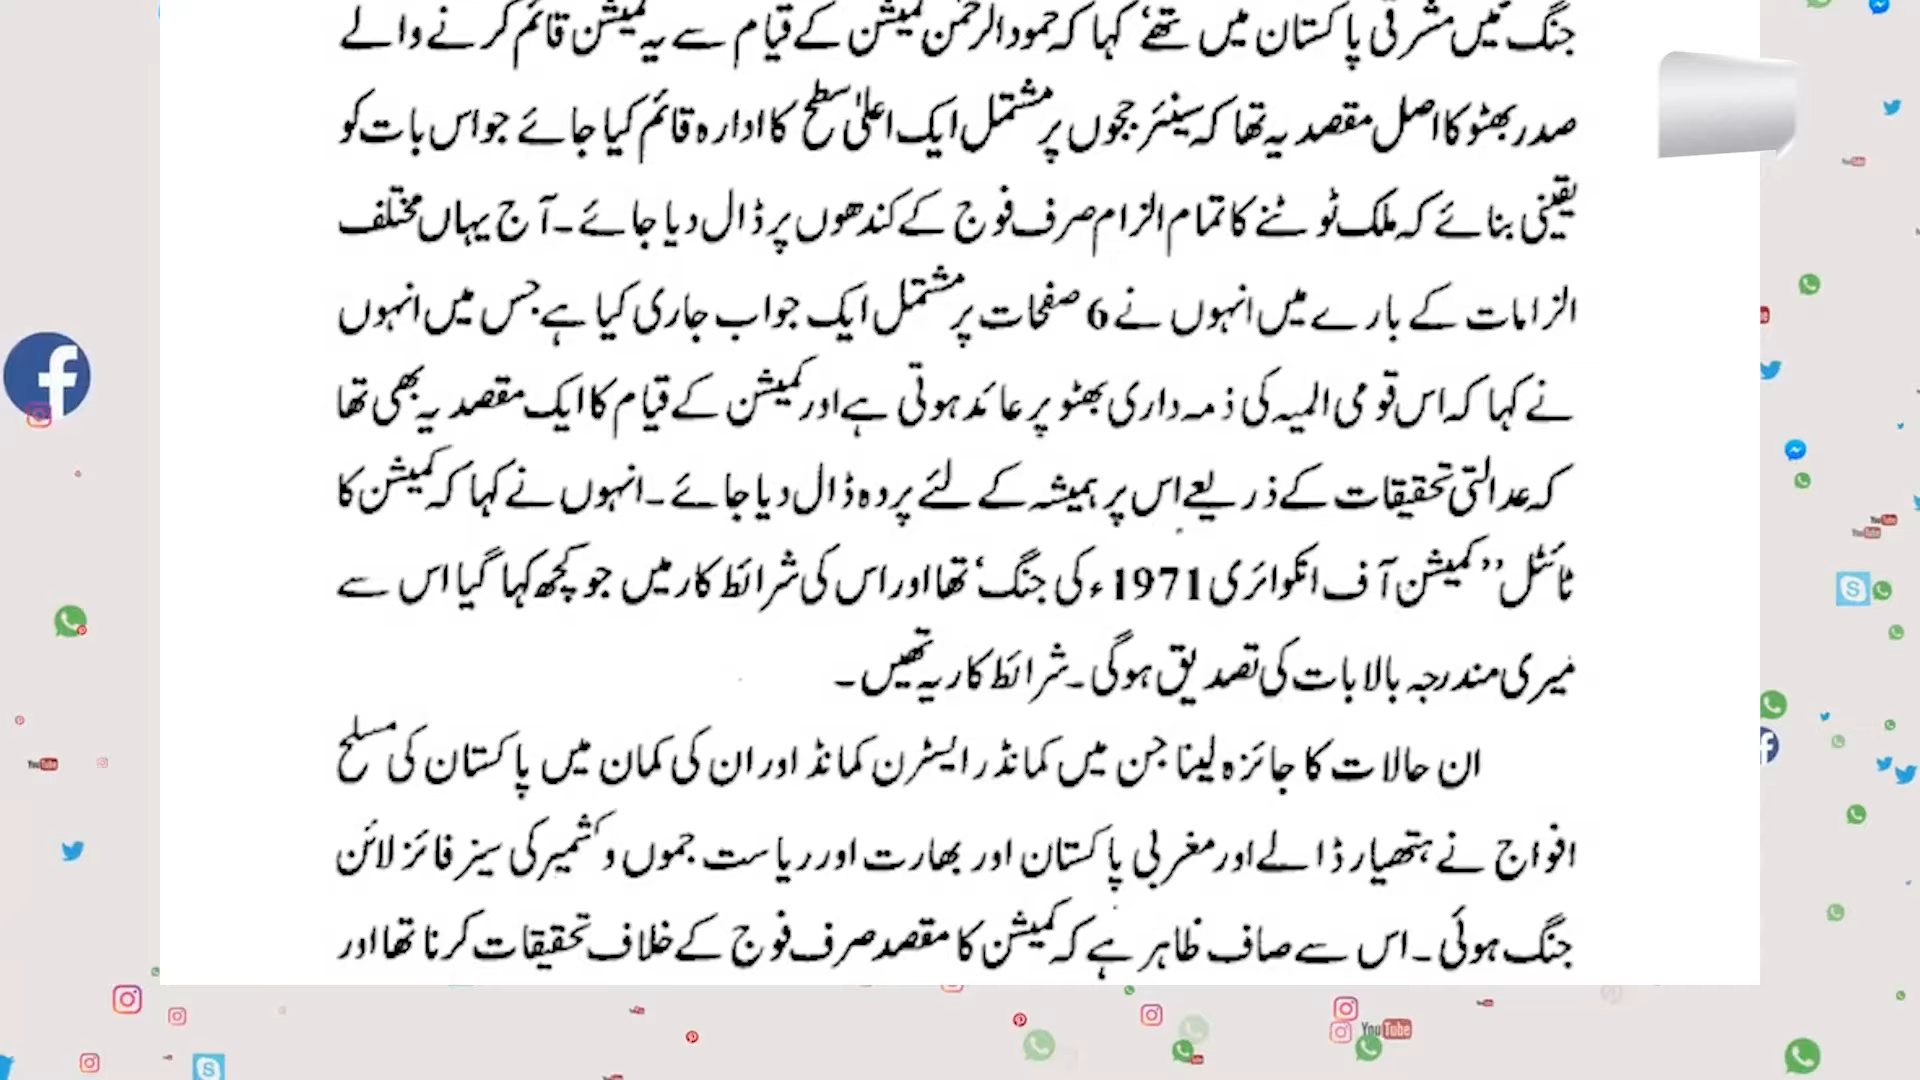 جنگ میں مشرقی پاکستان میں تھے‘ کہا کہ حمود الرحمٰن کمیشن کے قیام سے یہ کمیشن قائم کرنے والے
صدر بھٹو کا اصل مقصد یہ تھا کہ سینئر ججوں پر مشتمل ایک اعلیٰ سطح کا ادارہ قائم کیا جائے جو اس بات کو
یقینی بنائے کہ ملک ٹوٹنے کا تمام الزام صرف فوج کے کندھوں پر ڈال دیا جائے۔ آج یہاں مختلف
الزامات کے بارے میں انہوں نے 6 صفحات پر مشتمل ایک جواب جاری کیا ہے جس میں انہوں
نے کہا کہ اس قومی المیہ کی ذمہ داری بھٹو پر عائد ہوتی ہے اور کمیشن کے قیام کا ایک مقصد یہ بھی تھا
کہ عدالتی تحقیقات کے ذریعے اس پر ہمیشہ کے لئے پردہ ڈال دیا جائے۔ انہوں نے کہا کہ کمیشن کا
ٹائٹل ’’کمیشن آف انکوائری 1971ء کی جنگ‘ تھا اور اس کی شرائط کار میں جو کچھ کہا گیا اس سے
میری مندرجہ بالا بات کی تصدیق ہوگی۔ شرائط کار یہ تھیں۔
ان حالات کا جائزہ لینا جن میں کمانڈر ایسٹرن کمانڈ اور ان کی کمان میں پاکستان کی مسلح
افواج نے ہتھیار ڈالے اور مغربی پاکستان اور بھارت اور ریاست جموں و کشمیر کی سیز فائر لائن
جنگ ہوئی۔ اس سے صاف ظاہر ہے کہ کمیشن کا مقصد صرف فوج کے خلاف تحقیقات کرنا تھا اور
YouTube
YouTube